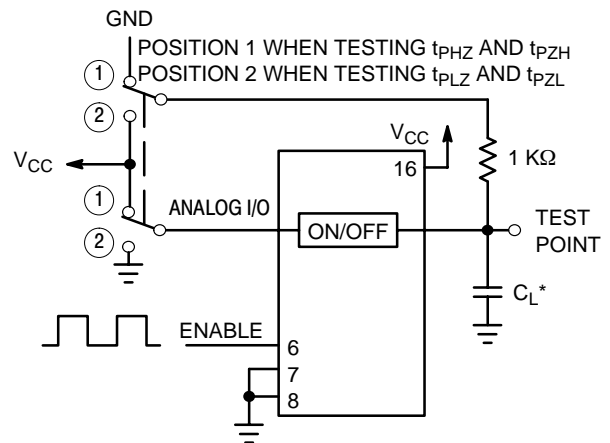 GND
POSITION 1 WHEN TESTING tPHZ AND tPZH
POSITION 2 WHEN TESTING tPLZ AND tPZL
1
2
VCC
VCC
16
1 KΩ
1
2
ANALOG I/O
ON/OFF
TEST
POINT
CL*
ENABLE
6
7
8